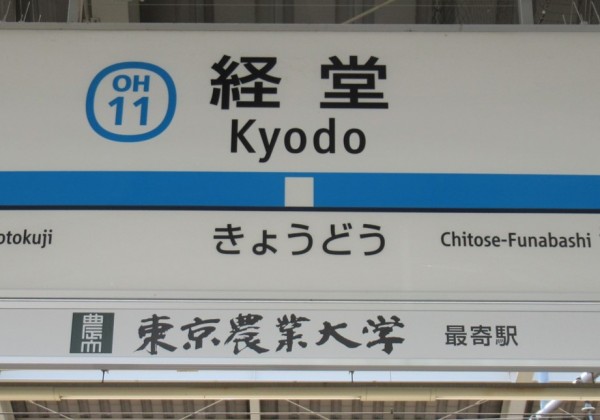 OH
11
経堂
Kyodo
otokuji
きょうどう
Chitose-Funabashi
東京農業大学 最寄駅